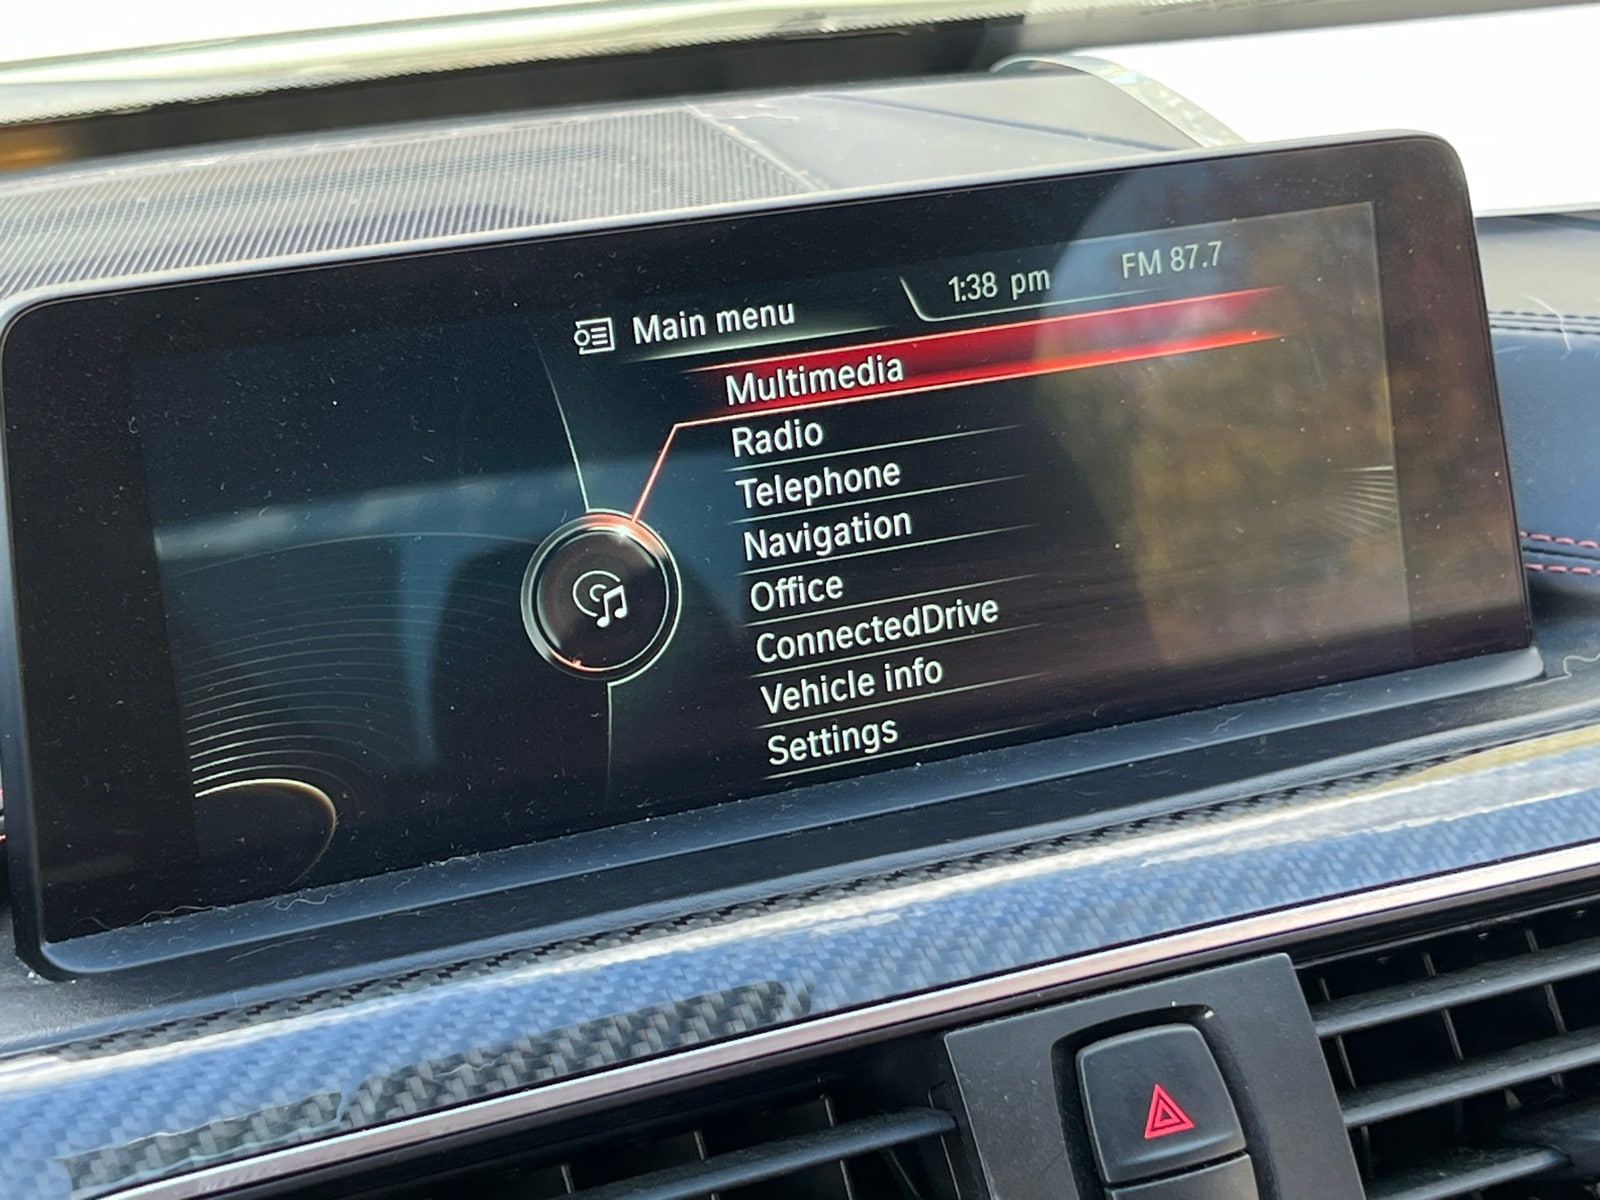 1:38 pm FM 87.7
Main menu
Multimedia
Radio
Telephone
Navigation
Office
ConnectedDrive
Vehicle info
Settings